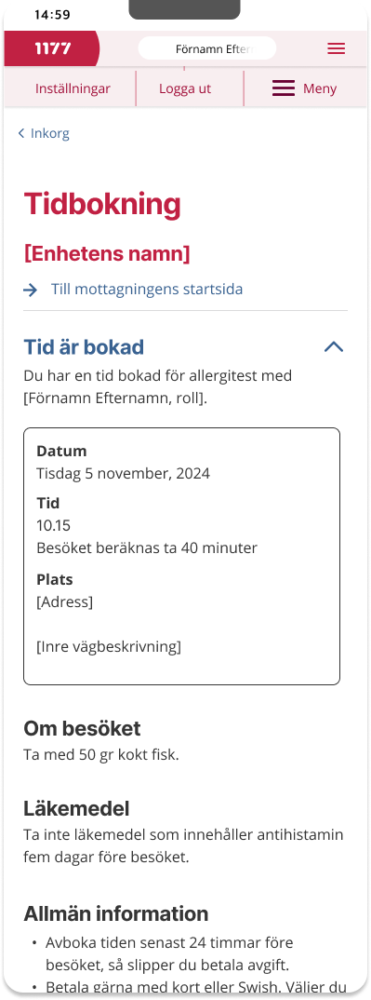 14:59
1177
Förnamn Efter
Inställningar
Logga ut
Meny
Inkorg
Tidbokning
[Enhetens namn]
Till mottagningens startsida
Tid är bokad
Du har en tid bokad för allergitest med
[Förnamn Efternamn, roll].
Datum
Tisdag 5 november, 2024
Tid
10.15
Besöket beräknas ta 40 minuter
Plats
[Adress]
[Inre vägbeskrivning]
Om besöket
Ta med 50 gr kokt fisk.
Läkemedel
Ta inte läkemedel som innehåller antihistamin
fem dagar före besöket.
Allmän information
• Avboka tiden senast 24 timmar före
besöket, så slipper du betala avgift.
• Betala gärna med kort eller Swish. Väljer du